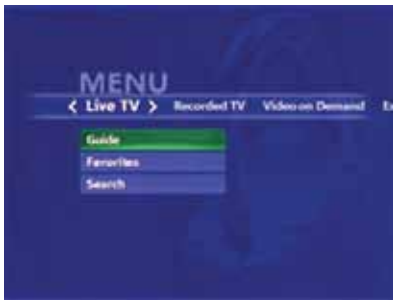 MENU
< Live TV > Recorded TV Video on Demand
Guide
Favorites
Search